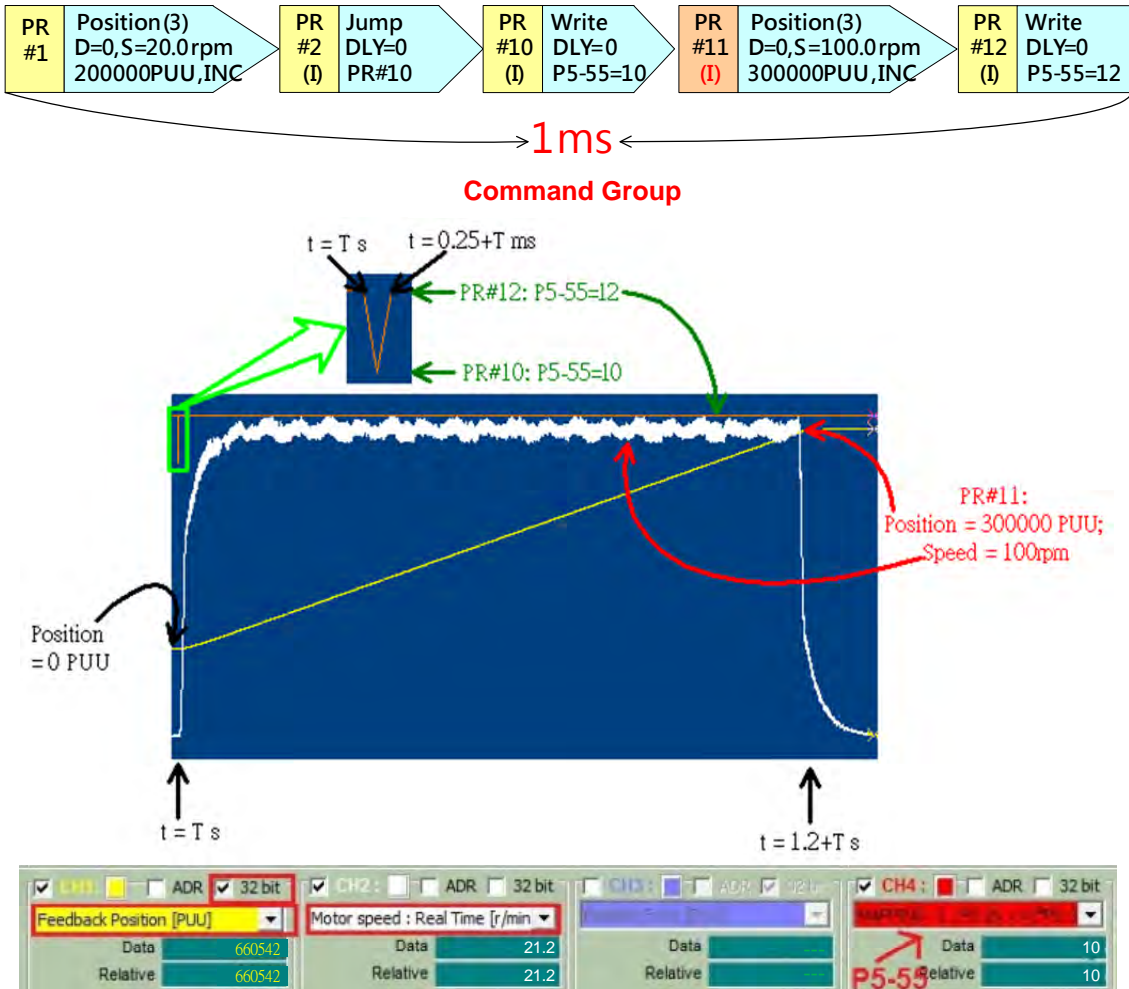 PR #1
Position(3)
D=0,S=20.0rpm
200000PUU,INC
PR #2 (I)
Jump
DLY=0
PR#10
PR #10 (I)
Write
DLY=0
P5-55=10
PR #11 (I)
Position(3)
D=0,S=100.0rpm
300000PUU,INC
PR #12 (I)
Write
DLY=0
P5-55=12
1ms
Command Group
t = T s
t = 0.25+T ms
PR#12: P5-55=12
PR#10: P5-55=10
PR#11:
Position = 300000 PUU;
Speed = 100rpm
Position
= 0 PUU
t = T s
t = 1.2+T s
ADR 32 bit
CH2 : ADR 32 bit
CH3 : ADR
CH4 : ADR 32 bit
Feedback Position [PUU]
Motor speed : Real Time [r/min
Data 660542
Data 21.2
Data ---
Data 10
Relative 660542
Relative 21.2
Relative ---
P5-55 Relative 10